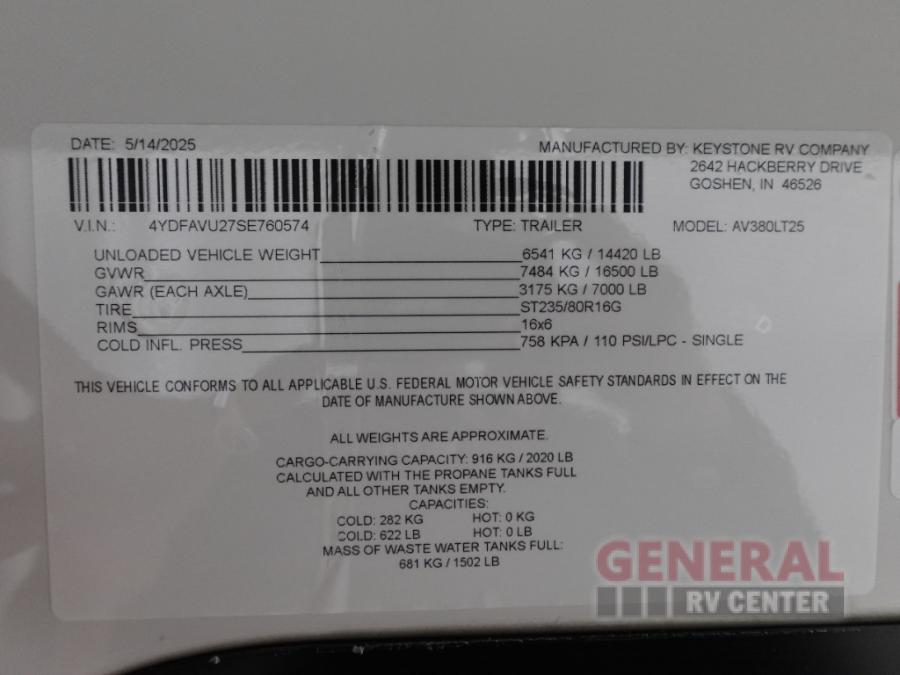 DATE: 5/14/2025
MANUFACTURED BY: KEYSTONE RV COMPANY
2642 HACKBERRY DRIVE
GOSHEN, IN 46526
V.I.N.: 4YDFAVU27SE760574 TYPE: TRAILER MODEL: AV380LT25
UNLOADED VEHICLE WEIGHT 6541 KG / 14420 LB
GVWR 7484 KG / 16500 LB
GAWR (EACH AXLE) 3175 KG / 7000 LB
TIRE ST235/80R16G
RIMS 16x6
COLD INFL. PRESS 758 KPA / 110 PSI/LPC - SINGLE
THIS VEHICLE CONFORMS TO ALL APPLICABLE U.S. FEDERAL MOTOR VEHICLE SAFETY STANDARDS IN EFFECT ON THE
DATE OF MANUFACTURE SHOWN ABOVE.
ALL WEIGHTS ARE APPROXIMATE.
CARGO-CARRYING CAPACITY: 916 KG / 2020 LB
CALCULATED WITH THE PROPANE TANKS FULL
AND ALL OTHER TANKS EMPTY.
CAPACITIES:
COLD: 282 KG HOT: 0 KG
COLD: 622 LB HOT: 0 LB
MASS OF WASTE WATER TANKS FULL:
681 KG / 1502 LB
GENERAL
RV CENTER